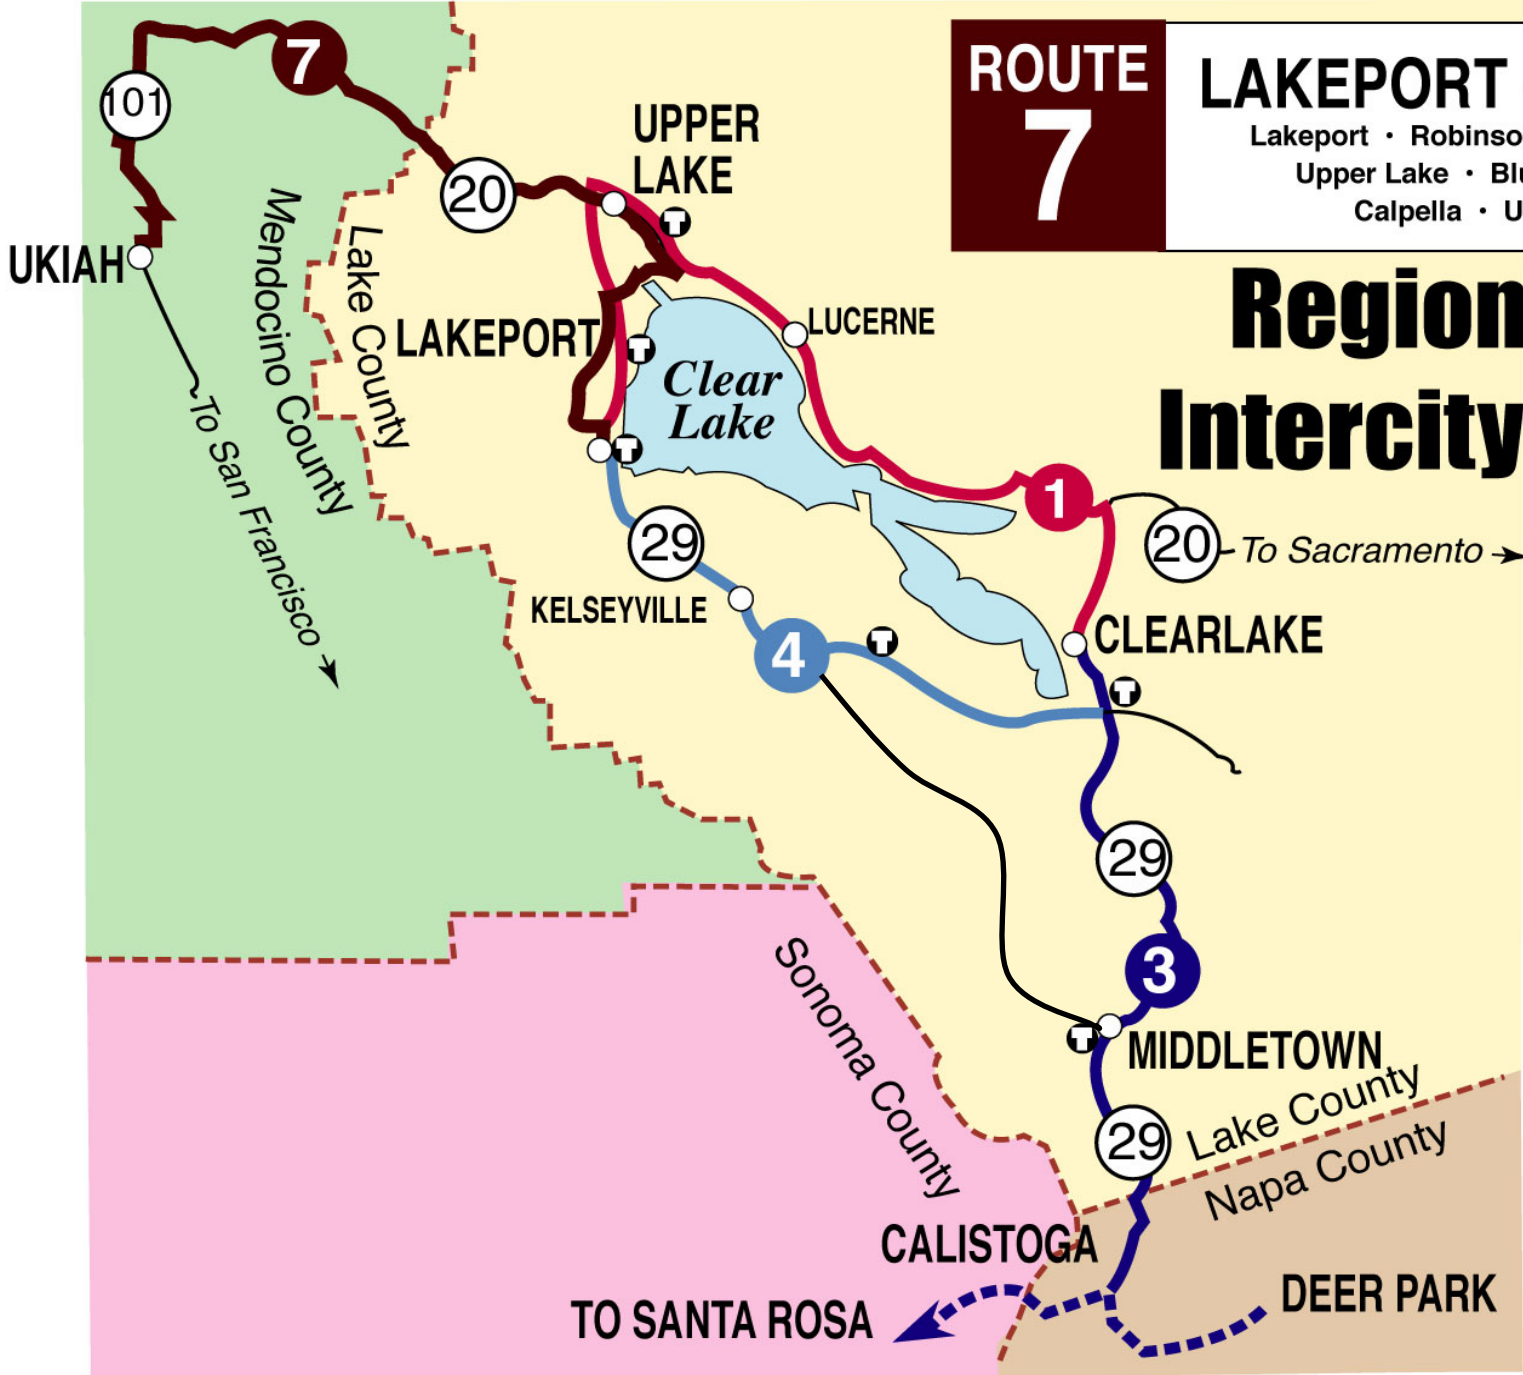 ROUTE
7
LAKEPORT
Lakeport • Robinso
Upper Lake • Blu
Calpella • U
Region
Intercity
7
101
UPPER
LAKE
20
T
UKIAH
Mendocino County
Lake County
LAKEPORT
T
LUCERNE
Clear
Lake
To San Francisco
T
1
29
20
To Sacramento
KELSEYVILLE
4
T
CLEARLAKE
T
29
3
Sonoma County
T
MIDDLETOWN
29
Lake County
Napa County
CALISTOGA
DEER PARK
TO SANTA ROSA